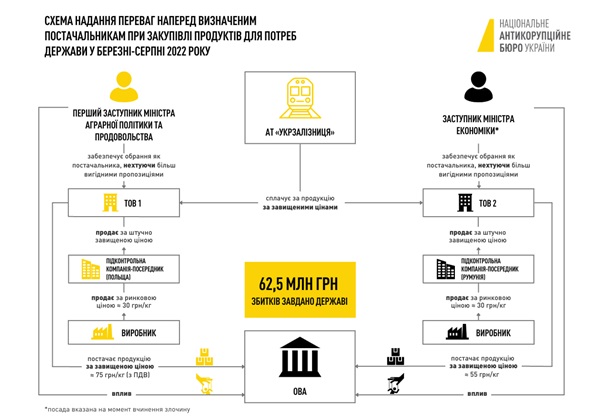 СХЕМА НАДАННЯ ПЕРЕВАГ НАПЕРЕД ВИЗНАЧЕНИМ
ПОСТАЧАЛЬНИКАМ ПРИ ЗАКУПІВЛІ ПРОДУКТІВ ДЛЯ ПОТРЕБ
ДЕРЖАВИ У БЕРЕЗНІ-СЕРПНІ 2022 РОКУ
НАЦІОНАЛЬНЕ
АНТИКОРУПЦІЙНЕ
БЮРО УКРАЇНИ
ПЕРШИЙ ЗАСТУПНИК МІНІСТРА
АГРАРНОЇ ПОЛІТИКИ ТА
ПРОДОВОЛЬСТВА
АТ «УКРЗАЛІЗНИЦЯ»
ЗАСТУПНИК МІНІСТРА
ЕКОНОМІКИ*
забезпечує обрання як
постачальника, нехтуючи більш
вигідними пропозиціями
забезпечує обрання як
постачальника, нехтуючи більш
вигідними пропозиціями
ТОВ 1
сплачує за продукцію
за завищеними цінами
ТОВ 2
продає за штучно
завищеною ціною
продає за штучно
завищеною ціною
ПІДКОНТРОЛЬНА
КОМПАНІЯ-ПОСЕРЕДНИК
(ПОЛЬЩА)
62,5 МЛН ГРН
ЗБИТКІВ ЗАВДАНО ДЕРЖАВІ
ПІДКОНТРОЛЬНА
КОМПАНІЯ-ПОСЕРЕДНИК
(РУМУНІЯ)
продає за ринковою
ціною ≈ 30 грн/кг
продає за ринковою
ціною ≈ 30 грн/кг
ВИРОБНИК
ВИРОБНИК
постачає продукцію
за завищеною ціною
≈ 75 грн/кг (з ПДВ)
ОВА
постачає продукцію
за завищеною ціною
≈ 55 грн/кг
вплив
вплив
*посада вказана на момент вчинення злочину